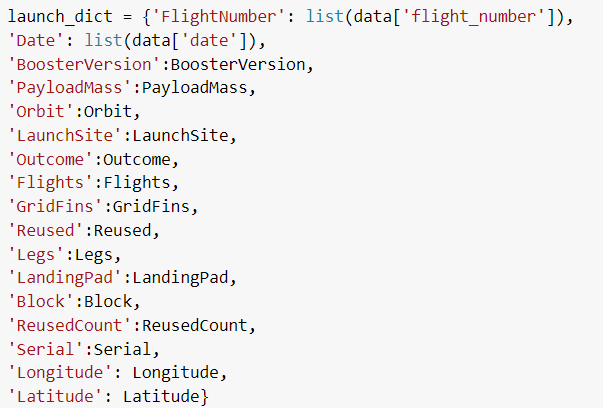 launch_dict = {'FlightNumber': list(data['flight_number']),
'Date': list(data['date']),
'BoosterVersion':BoosterVersion,
'PayloadMass':PayloadMass,
'Orbit':Orbit,
'LaunchSite':LaunchSite,
'Outcome':Outcome,
'Flights':Flights,
'GridFins':GridFins,
'Reused':Reused,
'Legs':Legs,
'LandingPad':LandingPad,
'Block':Block,
'ReusedCount':ReusedCount,
'Serial':Serial,
'Longitude': Longitude,
'Latitude': Latitude}